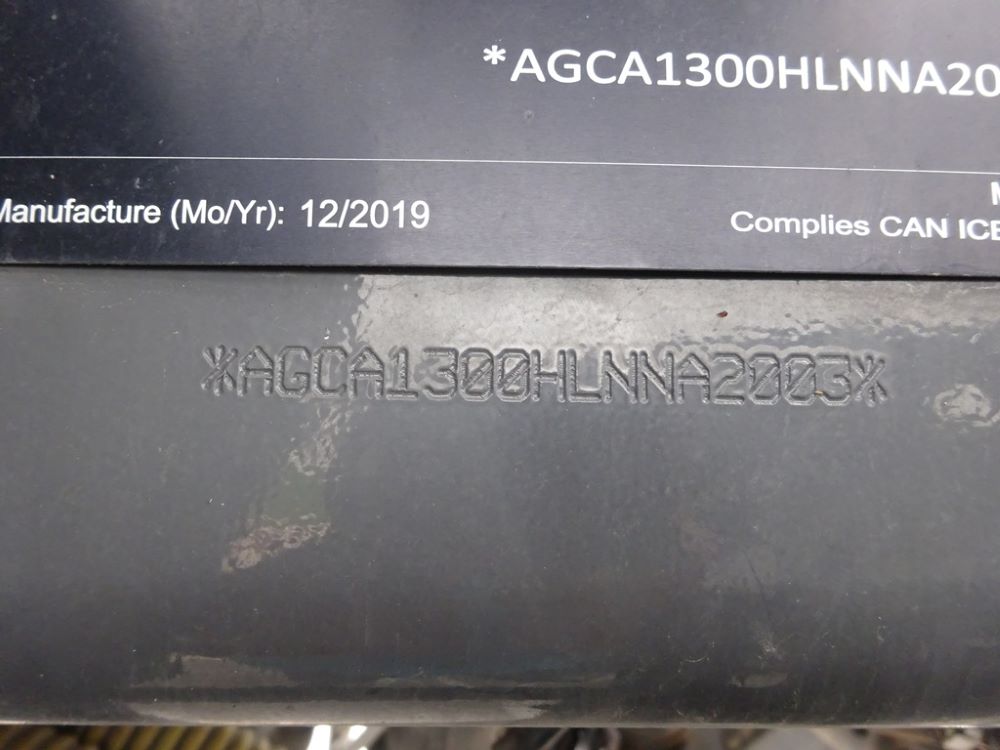 *AGCA1300HLNNA20
Manufacture (Mo/Yr): 12/2019
Complies CAN ICE
*AGCA1300HLNNA2003*